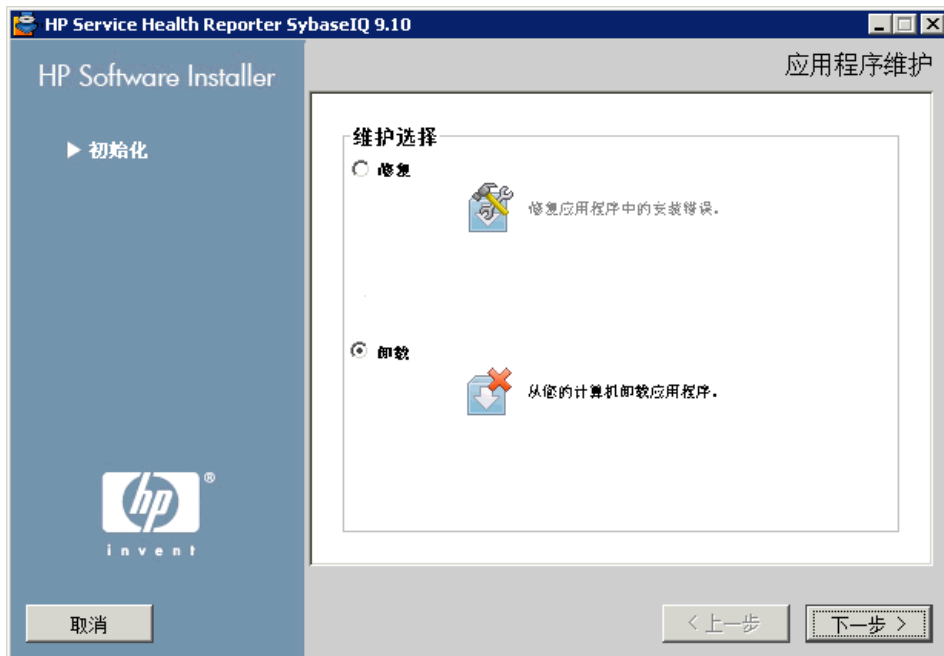 HP Service Health Reporter SybaseIQ 9.10
HP Software Installer
应用程序维护
▶ 初始化
维护选择
修复
修复应用程序中的安装错误。
卸载
从您的计算机卸载应用程序。
hp®
invent
取消
< 上一步
下一步 >